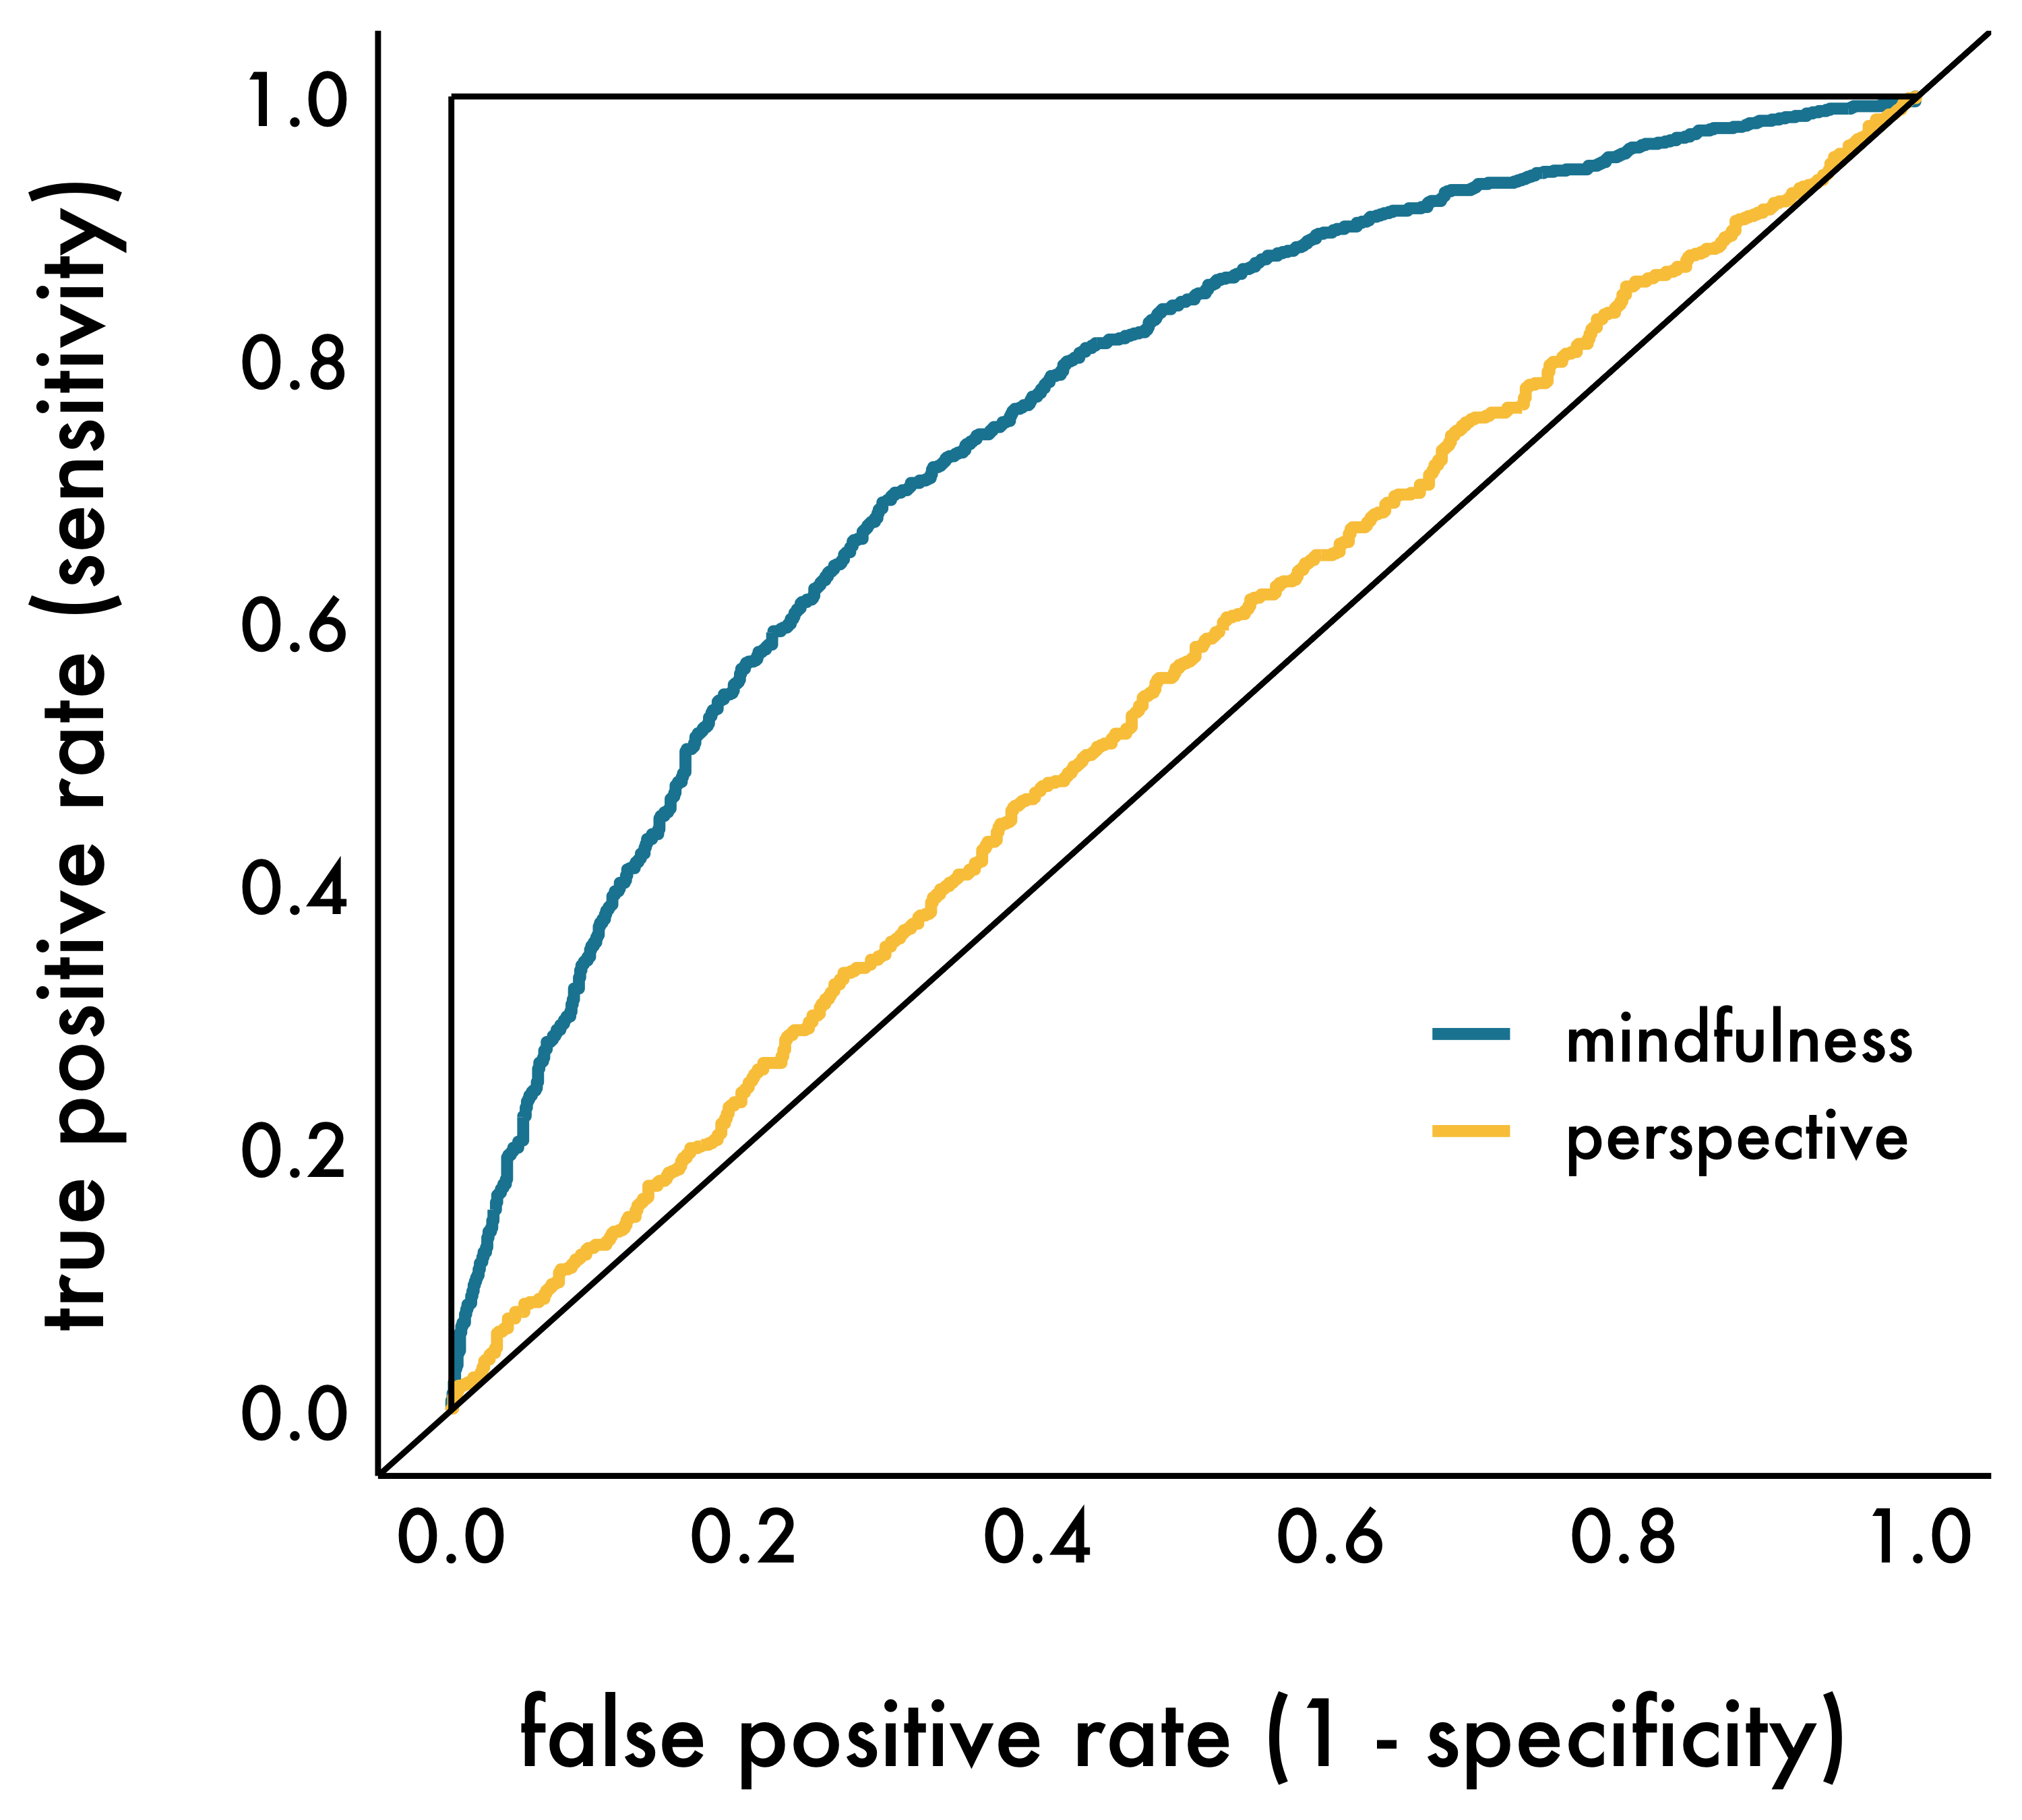 true positive rate (sensitivity)
1.0
0.8
0.6
0.4
0.2
0.0
mindfulness
perspective
0.0 0.2 0.4 0.6 0.8 1.0
false positive rate (1 - specificity)